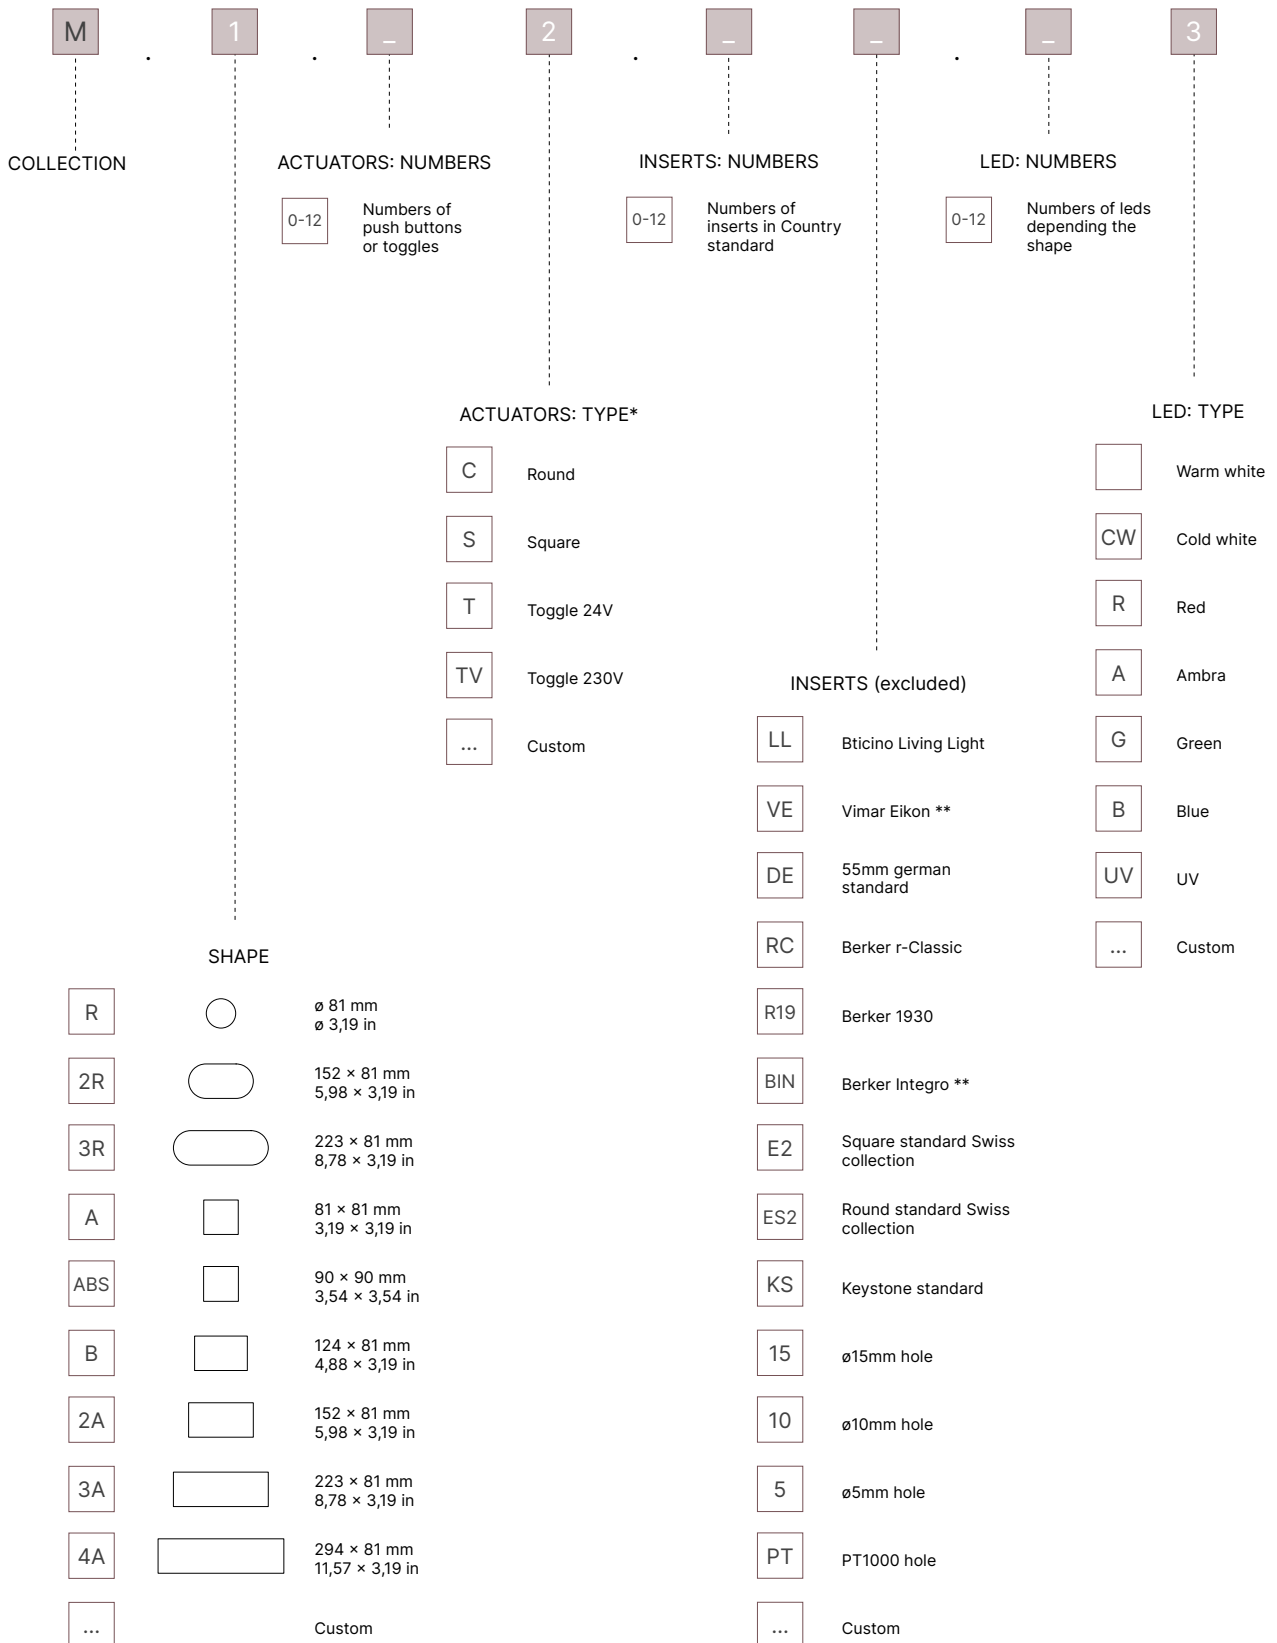 M . 1 . _ 2 . _ _ . _ 3
COLLECTION
ACTUATORS: NUMBERS
0-12
Numbers of
push buttons
or toggles
INSERTS: NUMBERS
0-12
Numbers of
inserts in Country
standard
LED: NUMBERS
0-12
Numbers of leds
depending the
shape
ACTUATORS: TYPE*
C Round
S Square
T Toggle 24V
TV Toggle 230V
... Custom
LED: TYPE
Warm white
CW Cold white
R Red
A Ambra
G Green
B Blue
UV UV
... Custom
INSERTS (excluded)
LL Bticino Living Light
VE Vimar Eikon **
DE 55mm german
standard
RC Berker r-Classic
R19 Berker 1930
BIN Berker Integro **
E2 Square standard Swiss
collection
ES2 Round standard Swiss
collection
KS Keystone standard
15 ø15mm hole
10 ø10mm hole
5 ø5mm hole
PT PT1000 hole
... Custom
SHAPE
R ø 81 mm
ø 3,19 in
2R 152 × 81 mm
5,98 × 3,19 in
3R 223 × 81 mm
8,78 × 3,19 in
A 81 × 81 mm
3,19 × 3,19 in
ABS 90 × 90 mm
3,54 × 3,54 in
B 124 × 81 mm
4,88 × 3,19 in
2A 152 × 81 mm
5,98 × 3,19 in
3A 223 × 81 mm
8,78 × 3,19 in
4A 294 × 81 mm
11,57 × 3,19 in
... Custom